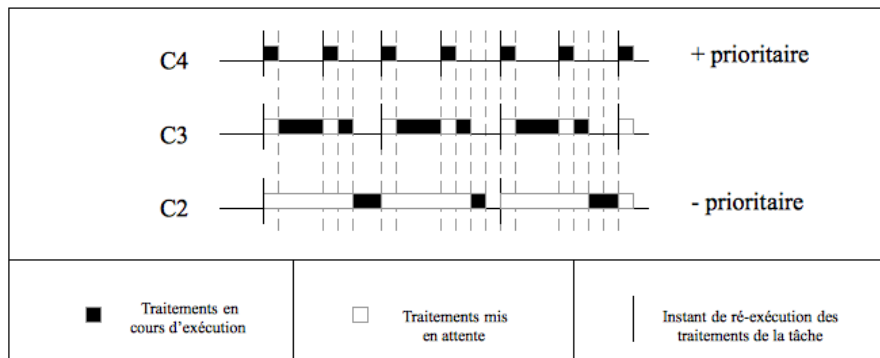 C4
+ prioritaire
C3
C2
- prioritaire
Traitements en
cours d'exécution
Traitements mis
en attente
Instant de ré-exécution des
traitements de la tâche